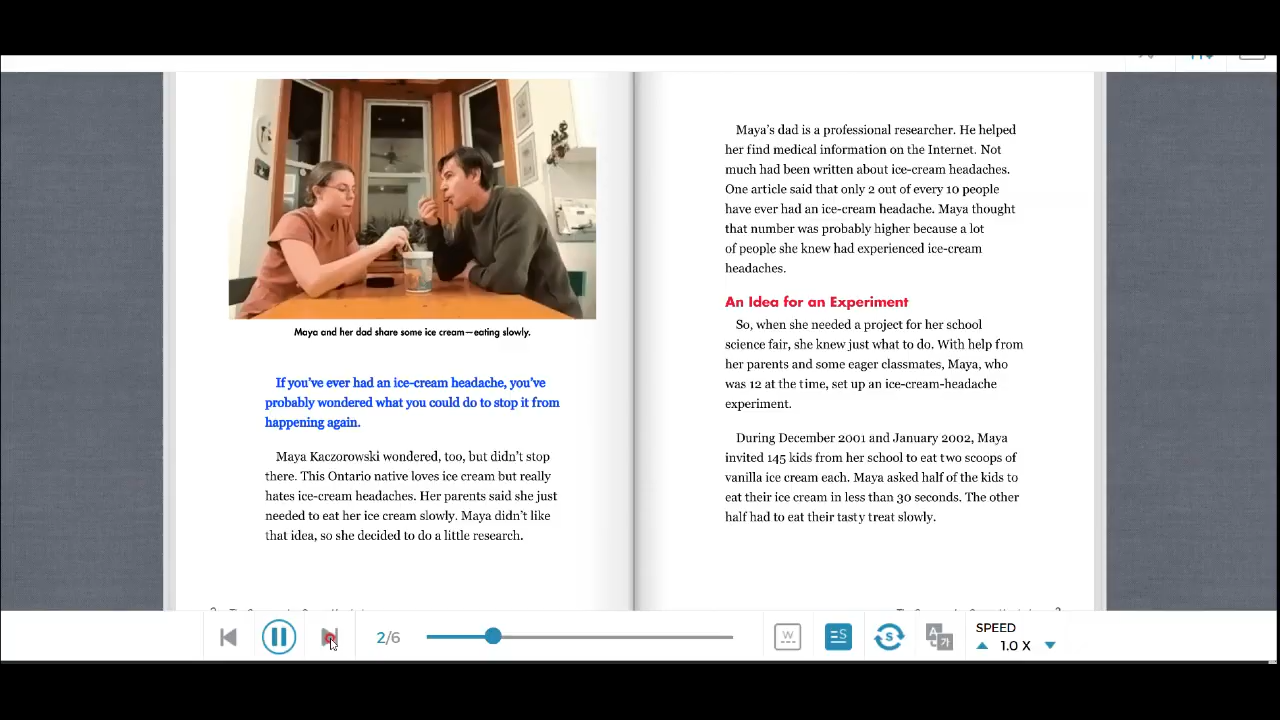 Maya and her dad share some ice cream—eating slowly.
If you've ever had an ice-cream headache, you've
probably wondered what you could do to stop it from
happening again.
Maya Kaczorowski wondered, too, but didn't stop
there. This Ontario native loves ice cream but really
hates ice-cream headaches. Her parents said she just
needed to eat her ice cream slowly. Maya didn't like
that idea, so she decided to do a little research.
Maya's dad is a professional researcher. He helped
her find medical information on the Internet. Not
much had been written about ice-cream headaches.
One article said that only 2 out of every 10 people
have ever had an ice-cream headache. Maya thought
that number was probably higher because a lot
of people she knew had experienced ice-cream
headaches.
An Idea for an Experiment
So, when she needed a project for her school
science fair, she knew just what to do. With help from
her parents and some eager classmates, Maya, who
was 12 at the time, set up an ice-cream-headache
experiment.
During December 2001 and January 2002, Maya
invited 145 kids from her school to eat two scoops of
vanilla ice cream each. Maya asked half of the kids to
eat their ice cream in less than 30 seconds. The other
half had to eat their tasty treat slowly.
2/6
W
S
S
A 가
SPEED
1.0 X